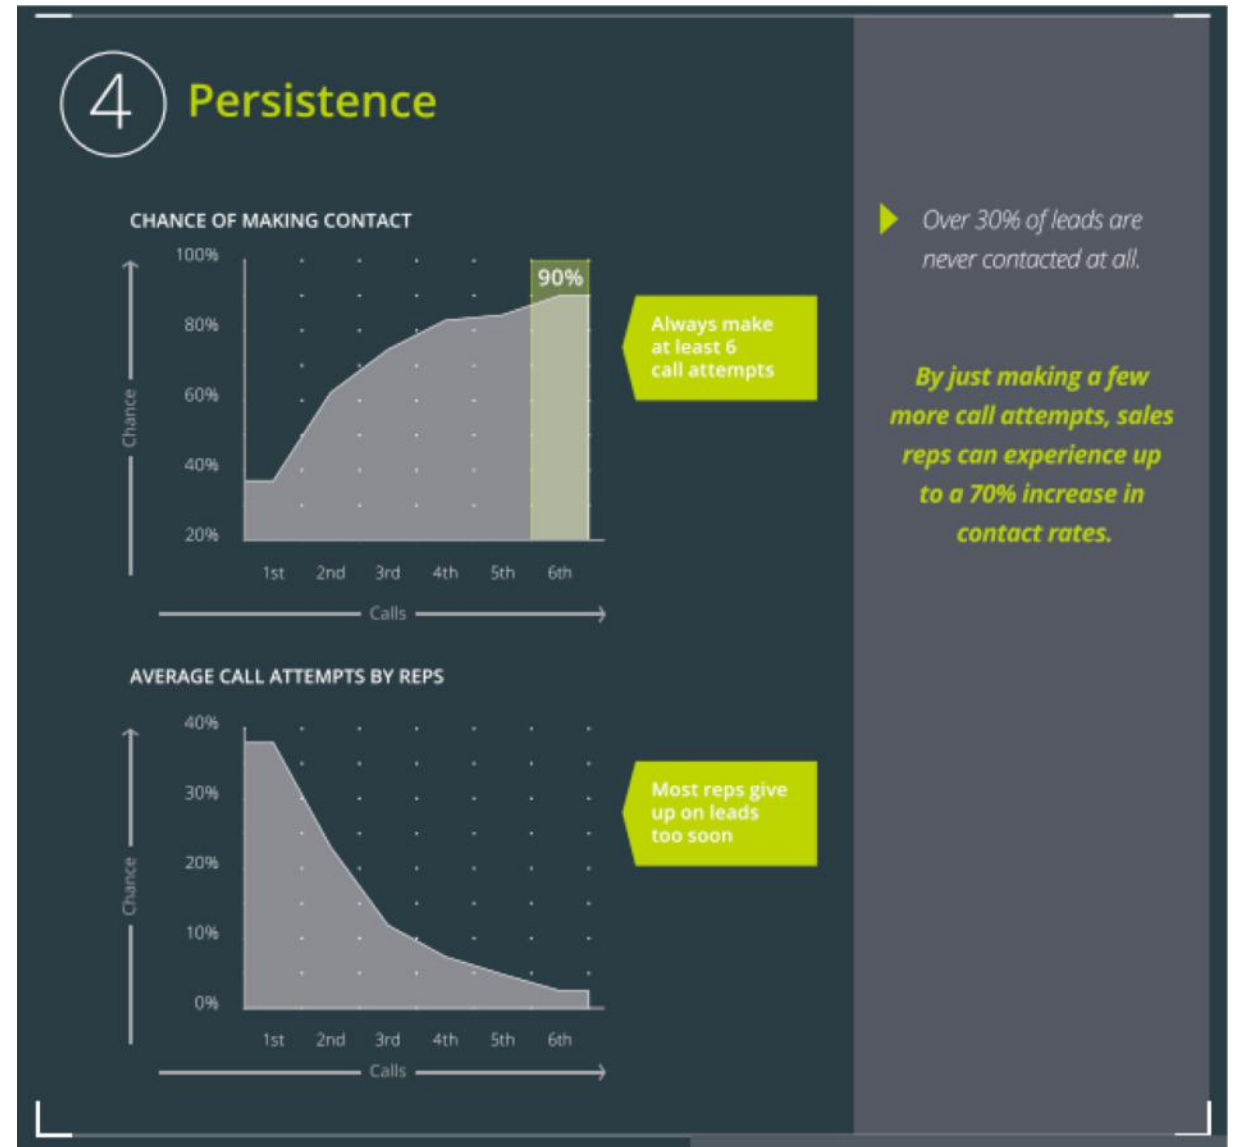 4
Persistence
CHANCE OF MAKING CONTACT
100%
80%
60%
40%
20%
Chance
90%
1st 2nd 3rd 4th 5th 6th
Calls
Always make
at least 6
call attempts
AVERAGE CALL ATTEMPTS BY REPS
40%
30%
20%
10%
0%
Chance
1st 2nd 3rd 4th 5th 6th
Calls
Most reps give
up on leads
too soon
Over 30% of leads are
never contacted at all.
By just making a few
more call attempts, sales
reps can experience up
to a 70% increase in
contact rates.